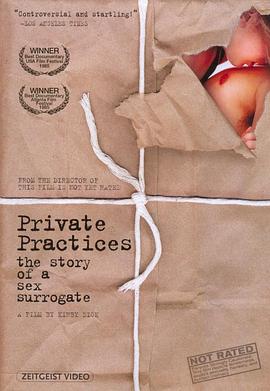 "Controversial and startling!"
—LOS ANGELES TIMES
WINNER
Best Documentary
USA Film Festival
1985
WINNER
Best Documentary
Atlanta Film Festival
1985
FROM THE DIRECTOR OF
THIS FILM IS NOT YET RATED
Private
Practices
the story of a
sex
surrogate
A FILM BY KIRBY DICK
ZEITGEIST VIDEO
NOT RATED